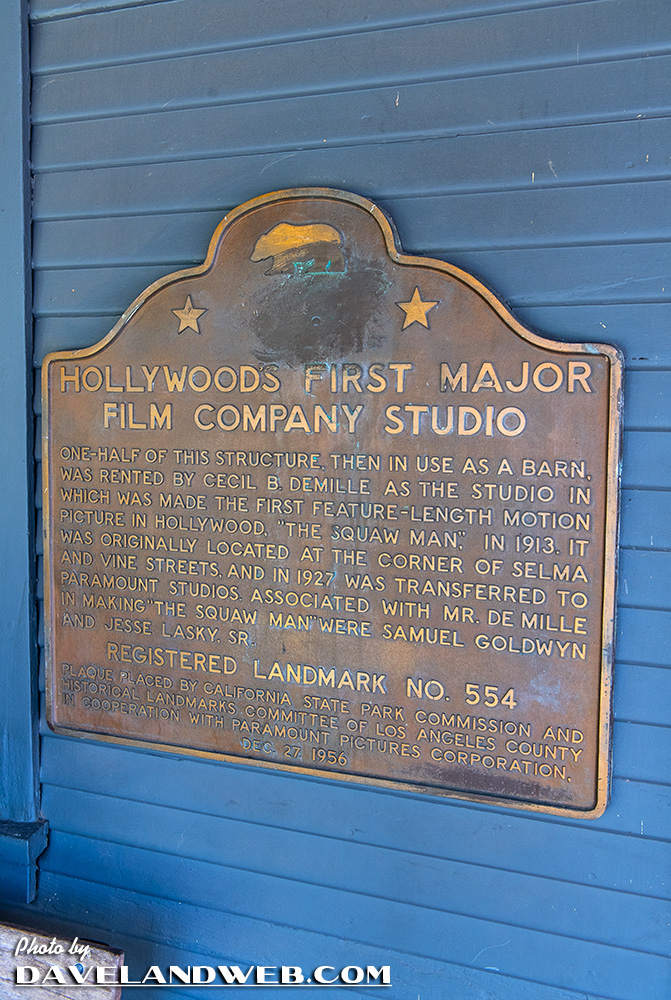 HOLLYWOOD'S FIRST MAJOR
FILM COMPANY STUDIO
ONE-HALF OF THIS STRUCTURE, THEN IN USE AS A BARN,
WAS RENTED BY CECIL B. DEMILLE AS THE STUDIO IN
WHICH WAS MADE THE FIRST FEATURE-LENGTH MOTION
PICTURE IN HOLLYWOOD, "THE SQUAW MAN," IN 1913. IT
WAS ORIGINALLY LOCATED AT THE CORNER OF SELMA
AND VINE STREETS, AND IN 1927 WAS TRANSFERRED TO
PARAMOUNT STUDIOS. ASSOCIATED WITH MR. DE MILLE
IN MAKING "THE SQUAW MAN" WERE SAMUEL GOLDWYN
AND JESSE LASKY, SR.
REGISTERED LANDMARK NO. 554
PLAQUE PLACED BY CALIFORNIA STATE PARK COMMISSION AND
HISTORICAL LANDMARKS COMMITTEE OF LOS ANGELES COUNTY
IN COOPERATION WITH PARAMOUNT PICTURES CORPORATION,
DEC. 27, 1956
Photo by
DAVELANDWEB.COM